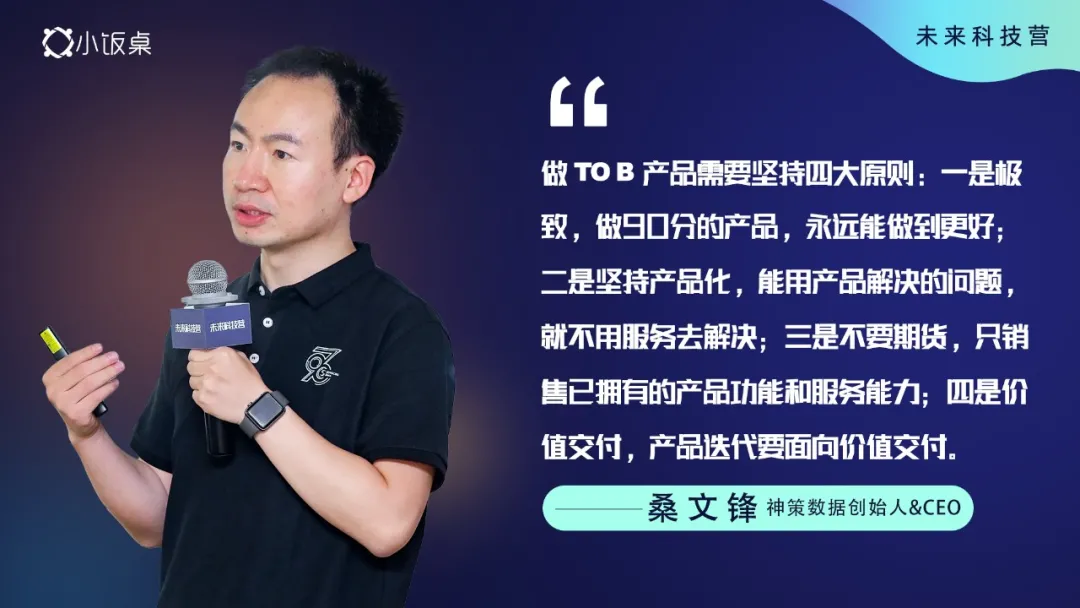 小饭桌
未来科技营
做 TO B 产品需要坚持四大原则：一是极
致，做90分的产品，永远能做到更好；
二是坚持产品化，能用产品解决的问题，
就不用服务去解决；三是不要期货，只销
售已拥有的产品功能和服务能力；四是价
值交付，产品迭代要面向价值交付。
桑文锋 神策数据创始人&CEO
未来科技营 未来科技营